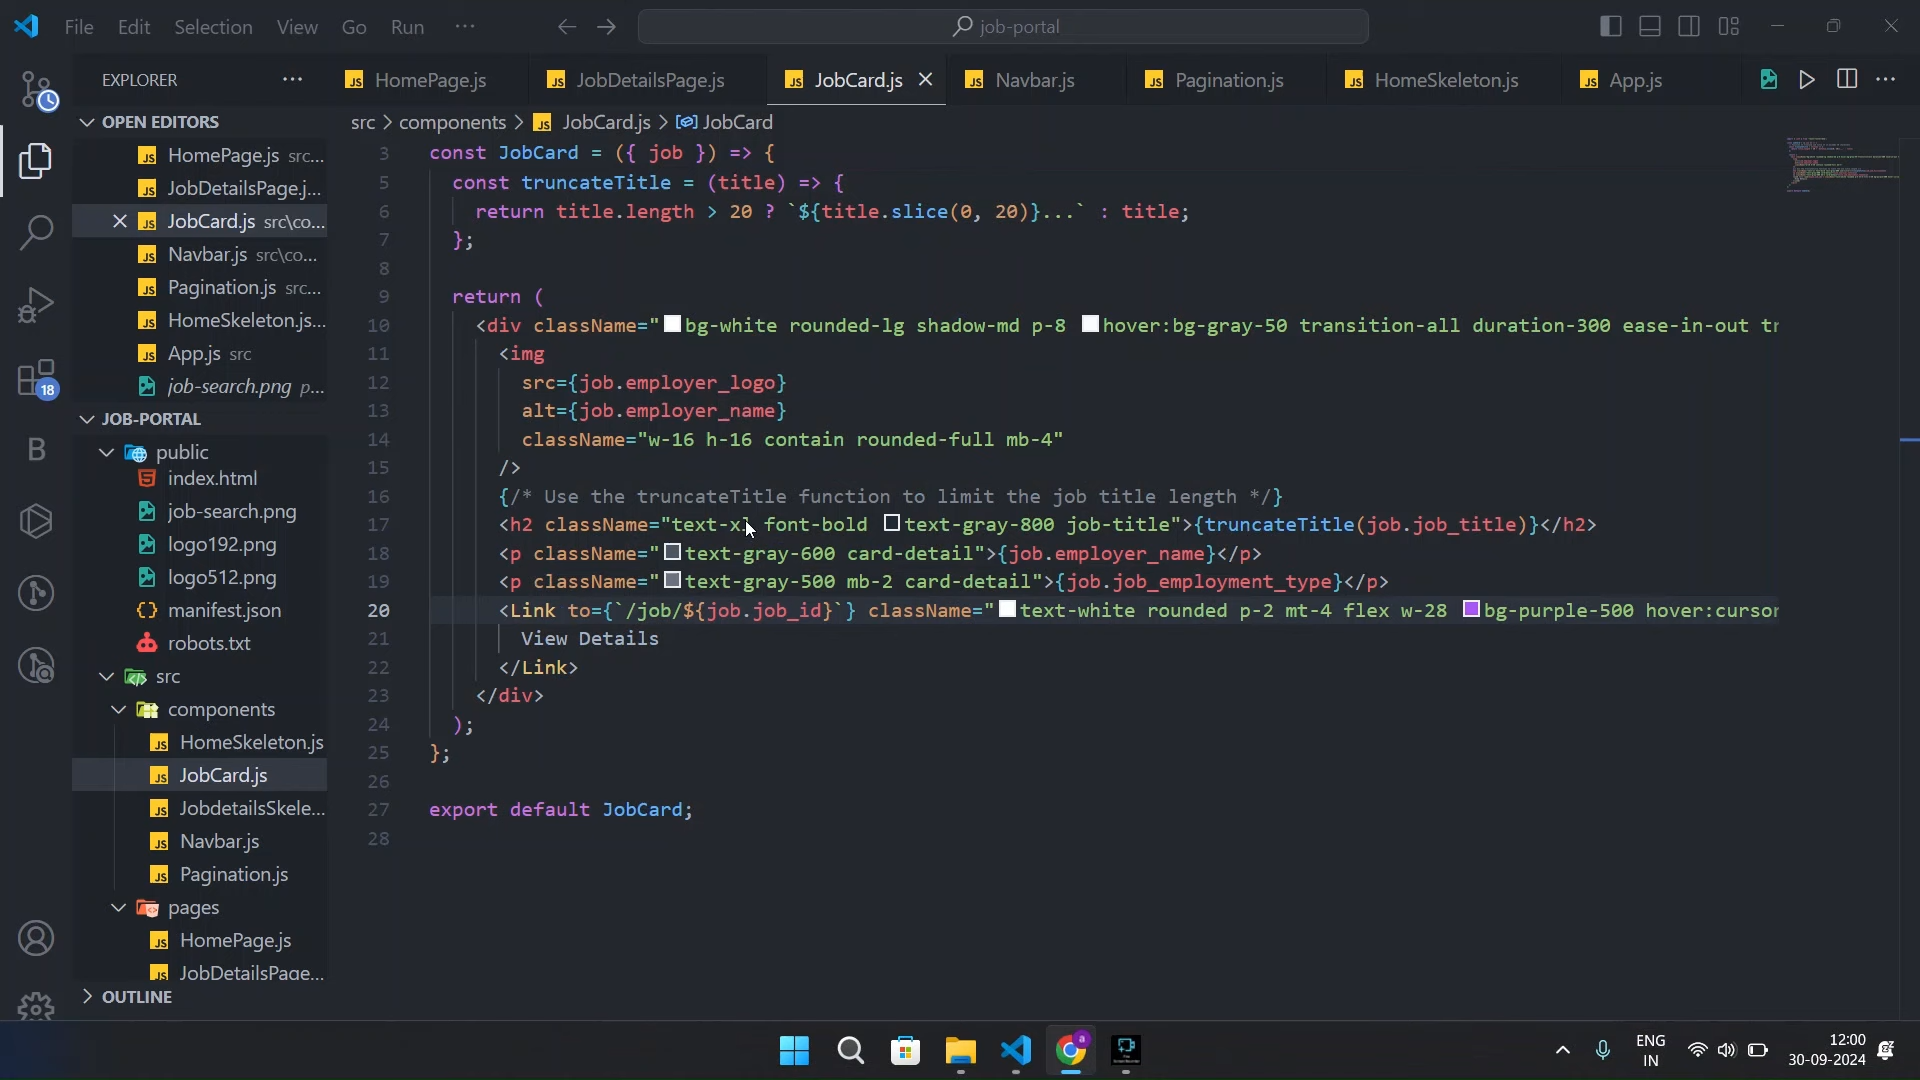 File Edit Selection View Go Run ···
job-portal
EXPLORER ···
HomePage.js JobDetailsPage.js JobCard.js Navbar.js Pagination.js HomeSkeleton.js App.js
OPEN EDITORS
HomePage.js src...
JobDetailsPage.j...
JobCard.js src\co...
Navbar.js src\co...
Pagination.js src...
HomeSkeleton.js...
App.js src
job-search.png p...
JOB-PORTAL
public
index.html
job-search.png
logo192.png
logo512.png
manifest.json
robots.txt
src
components
HomeSkeleton.js
JobCard.js
JobdetailsSkele...
Navbar.js
Pagination.js
pages
HomePage.js
JobDetailsPage...
OUTLINE
18
src > components > JobCard.js > JobCard
3 const JobCard = ({ job }) => {
5 const truncateTitle = (title) => {
6 return title.length > 20 ? `${title.slice(0, 20)}...` : title;
7 };
8
9 return (
10 <div className="bg-white rounded-lg shadow-md p-8 hover:bg-gray-50 transition-all duration-300 ease-in-out tr
11 <img
12 src={job.employer_logo}
13 alt={job.employer_name}
14 className="w-16 h-16 contain rounded-full mb-4"
15 />
16 {/* Use the truncateTitle function to limit the job title length */}
17 <h2 className="text-xl font-bold text-gray-800 job-title">{truncateTitle(job.job_title)}</h2>
18 <p className="text-gray-600 card-detail">{job.employer_name}</p>
19 <p className="text-gray-500 mb-2 card-detail">{job.job_employment_type}</p>
20 <Link to={`/job/${job.job_id}`} className="text-white rounded p-2 mt-4 flex w-28 bg-purple-500 hover:cursor
21 View Details
22 </Link>
23 </div>
24 );
25 };
26
27 export default JobCard;
28
ENG
IN
12:00
30-09-2024